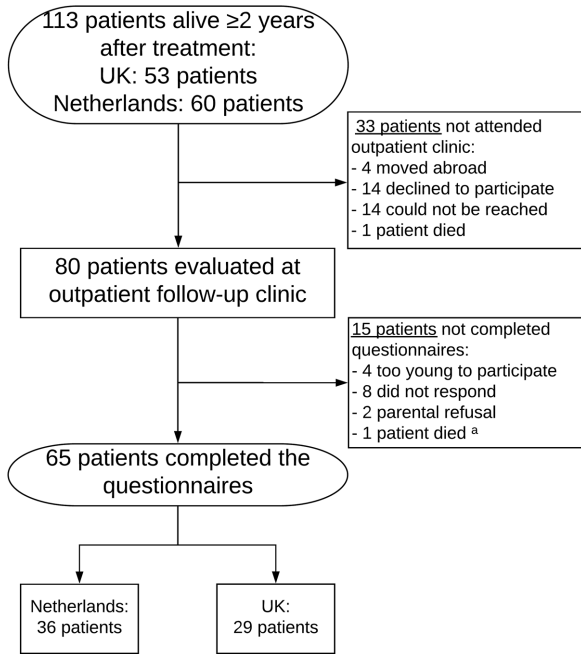 113 patients alive ≥2 years
after treatment:
UK: 53 patients
Netherlands: 60 patients
33 patients not attended
outpatient clinic:
- 4 moved abroad
- 14 declined to participate
- 14 could not be reached
- 1 patient died
80 patients evaluated at
outpatient follow-up clinic
15 patients not completed
questionnaires:
- 4 too young to participate
- 8 did not respond
- 2 parental refusal
- 1 patient died ᵃ
65 patients completed the
questionnaires
Netherlands:
36 patients
UK:
29 patients